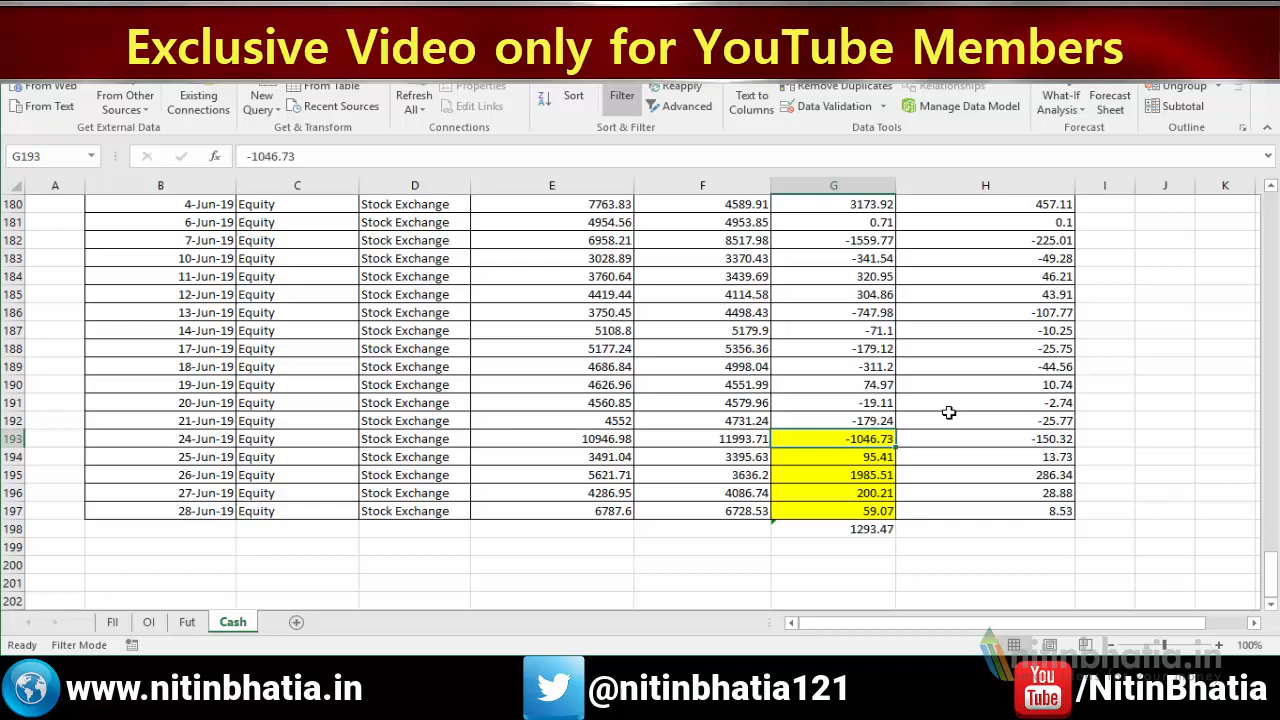 Exclusive Video only for YouTube Members
From Web
From Text
From Other
Sources
Existing
Connections
From Table
New
Query
Recent Sources
Refresh
All
Properties
Edit Links
Sort
Filter
Reapply
Advanced
Text to
Columns
Remove Duplicates
Data Validation
Relationships
Manage Data Model
What-If
Analysis
Forecast
Sheet
Ungroup
Subtotal
Get External Data
Get & Transform
Connections
Sort & Filter
Data Tools
Forecast
Outline
G193 fx -1046.73
A B C D E F G H I J K
180 4-Jun-19 Equity Stock Exchange 7763.83 4589.91 3173.92 457.11
181 6-Jun-19 Equity Stock Exchange 4954.56 4953.85 0.71 0.1
182 7-Jun-19 Equity Stock Exchange 6958.21 8517.98 -1559.77 -225.01
183 10-Jun-19 Equity Stock Exchange 3028.89 3370.43 -341.54 -49.28
184 11-Jun-19 Equity Stock Exchange 3760.64 3439.69 320.95 46.21
185 12-Jun-19 Equity Stock Exchange 4419.44 4114.58 304.86 43.91
186 13-Jun-19 Equity Stock Exchange 3750.45 4498.43 -747.98 -107.77
187 14-Jun-19 Equity Stock Exchange 5108.8 5179.9 -71.1 -10.25
188 17-Jun-19 Equity Stock Exchange 5177.24 5356.36 -179.12 -25.75
189 18-Jun-19 Equity Stock Exchange 4686.84 4998.04 -311.2 -44.56
190 19-Jun-19 Equity Stock Exchange 4626.96 4551.99 74.97 10.74
191 20-Jun-19 Equity Stock Exchange 4560.85 4579.96 -19.11 -2.74
192 21-Jun-19 Equity Stock Exchange 4552 4731.24 -179.24 -25.77
193 24-Jun-19 Equity Stock Exchange 10946.98 11993.71 -1046.73 -150.32
194 25-Jun-19 Equity Stock Exchange 3491.04 3395.63 95.41 13.73
195 26-Jun-19 Equity Stock Exchange 5621.71 3636.2 1985.51 286.34
196 27-Jun-19 Equity Stock Exchange 4286.95 4086.74 200.21 28.88
197 28-Jun-19 Equity Stock Exchange 6787.6 6728.53 59.07 8.53
198 1293.47
199
200
201
202
FII OI Fut Cash
Ready Filter Mode 100%
nitinbhatia.in
www.nitinbhatia.in @nitinbhatia121 You Tube /NitinBhatia